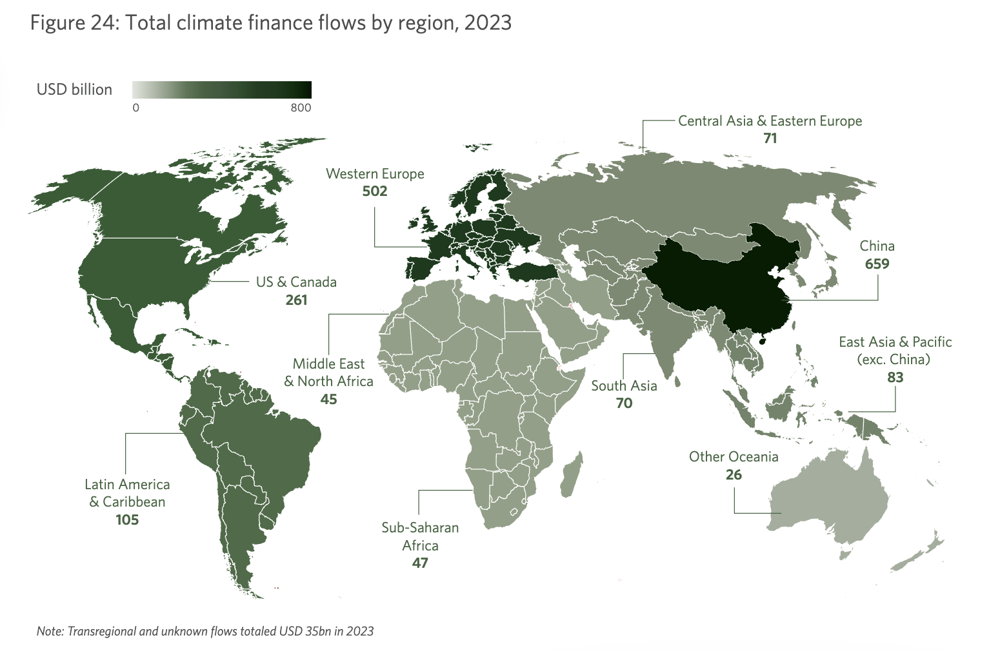 Figure 24: Total climate finance flows by region, 2023
USD billion
0
800
Central Asia & Eastern Europe
71
Western Europe
502
China
659
US & Canada
261
East Asia & Pacific
(exc. China)
83
Middle East
& North Africa
45
South Asia
70
Other Oceania
26
Latin America
& Caribbean
105
Sub-Saharan
Africa
47
Note: Transregional and unknown flows totaled USD 35bn in 2023